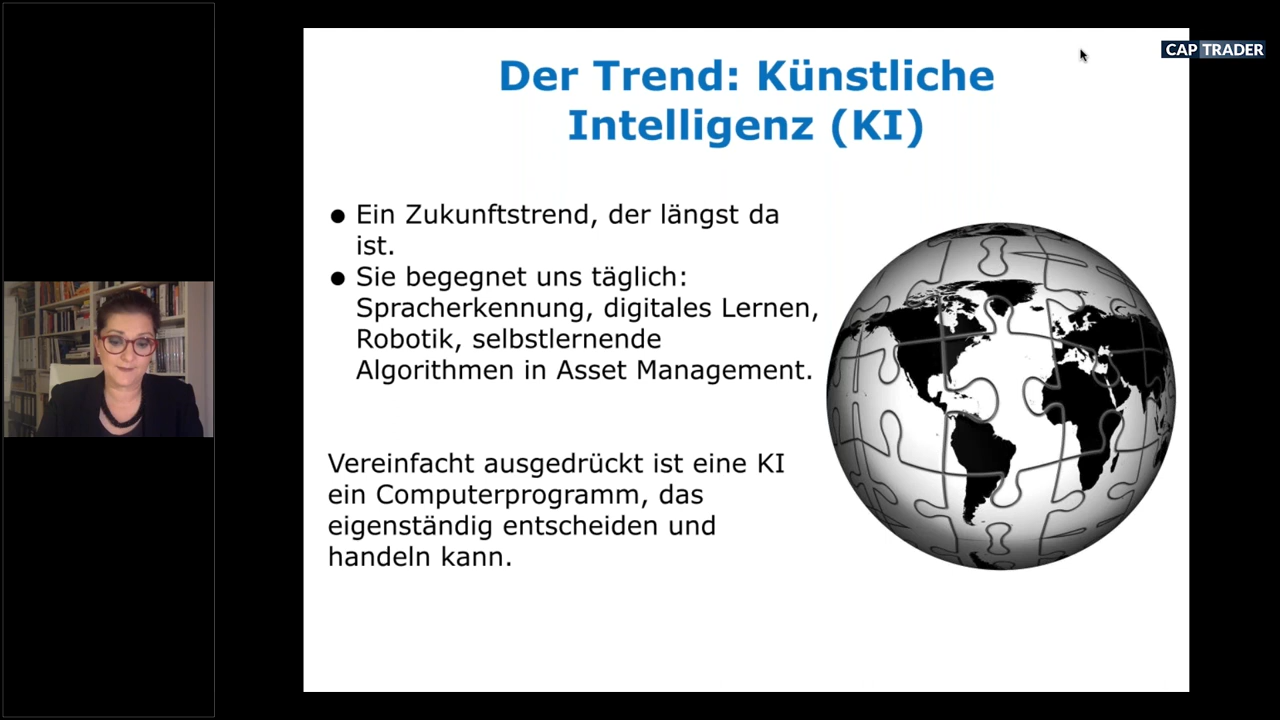 CAP TRADER
Der Trend: Künstliche
Intelligenz (KI)
● Ein Zukunftstrend, der längst da
ist.
● Sie begegnet uns täglich:
Spracherkennung, digitales Lernen,
Robotik, selbstlernende
Algorithmen in Asset Management.
Vereinfacht ausgedrückt ist eine KI
ein Computerprogramm, das
eigenständig entscheiden und
handeln kann.